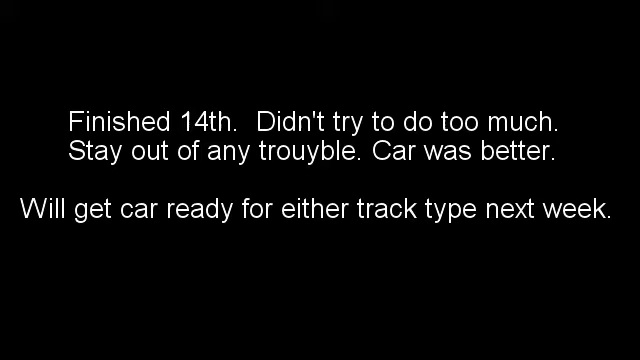 Finished 14th.  Didn't try to do too much.
Stay out of any trouyble. Car was better.
Will get car ready for either track type next week.